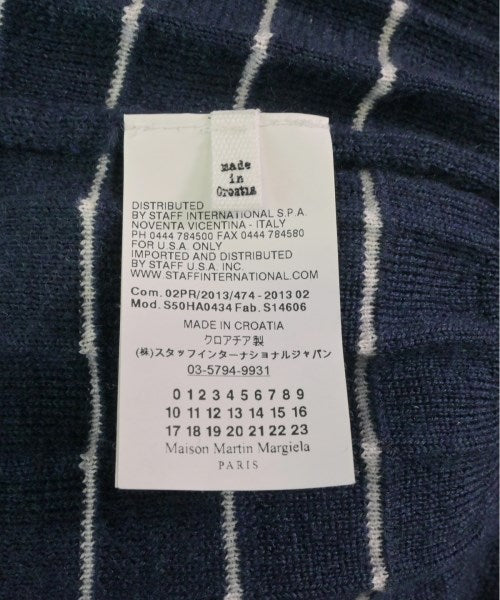 made
in
Croatia
DISTRIBUTED
BY STAFF INTERNATIONAL S.P.A.
NOVENTA VICENTINA - ITALY
PH 0444 784500 FAX 0444 784580
FOR U.S.A. ONLY
IMPORTED AND DISTRIBUTED
BY STAFF U.S.A. INC.
WWW.STAFFINTERNATIONAL.COM
Com. 02PR/2013/474 - 2013 02
Mod. S50HA0434 Fab. S14606
MADE IN CROATIA
クロアチア製
(株)スタッフインターナショナルジャパン
03-5794-9931
0 1 2 3 4 5 6 7 8 9
10 11 12 13 14 15 16
17 18 19 20 21 22 23
Maison Martin Margiela
PARIS